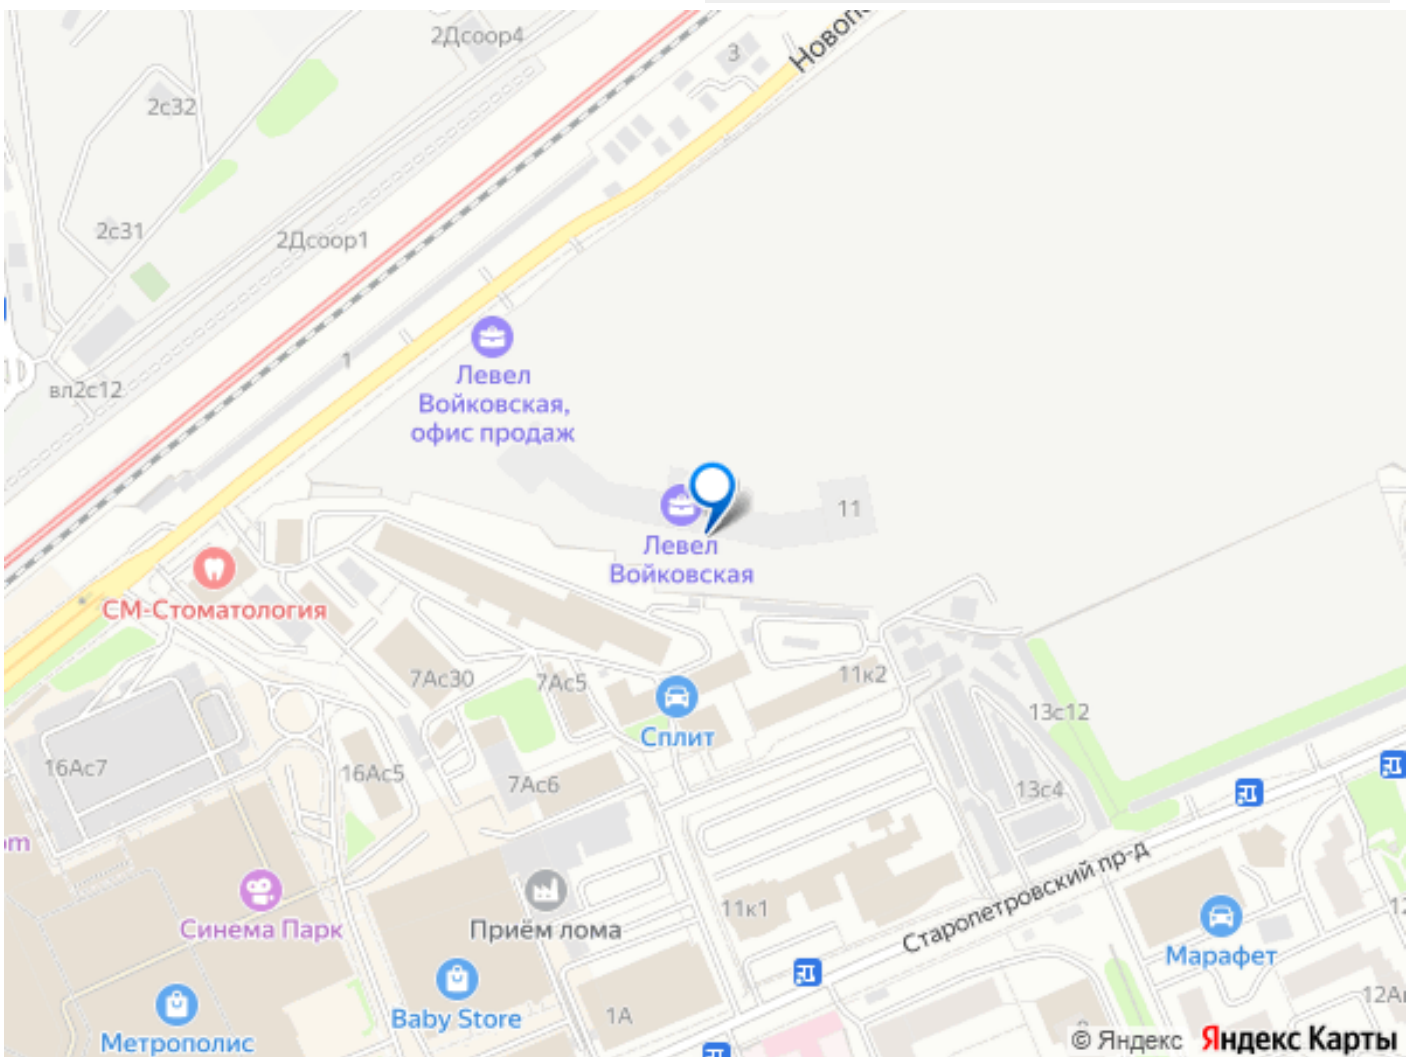 2Дсоор4
3
Новопе
2с32
2с31
2Дсоор1
1
вл2с12
Левел
Войковская,
офис продаж
11
Левел
Войковская
СМ-Стоматология
7Ас30
7Ас5
11к2
13с12
Сплит
16Ас7
16Ас5
7Ас6
13с4
Старопетровский пр-д
Синема Парк
Приём лома
11к1
Марафет
Baby Store
1А
Метрополис
© Яндекс Яндекс Карты